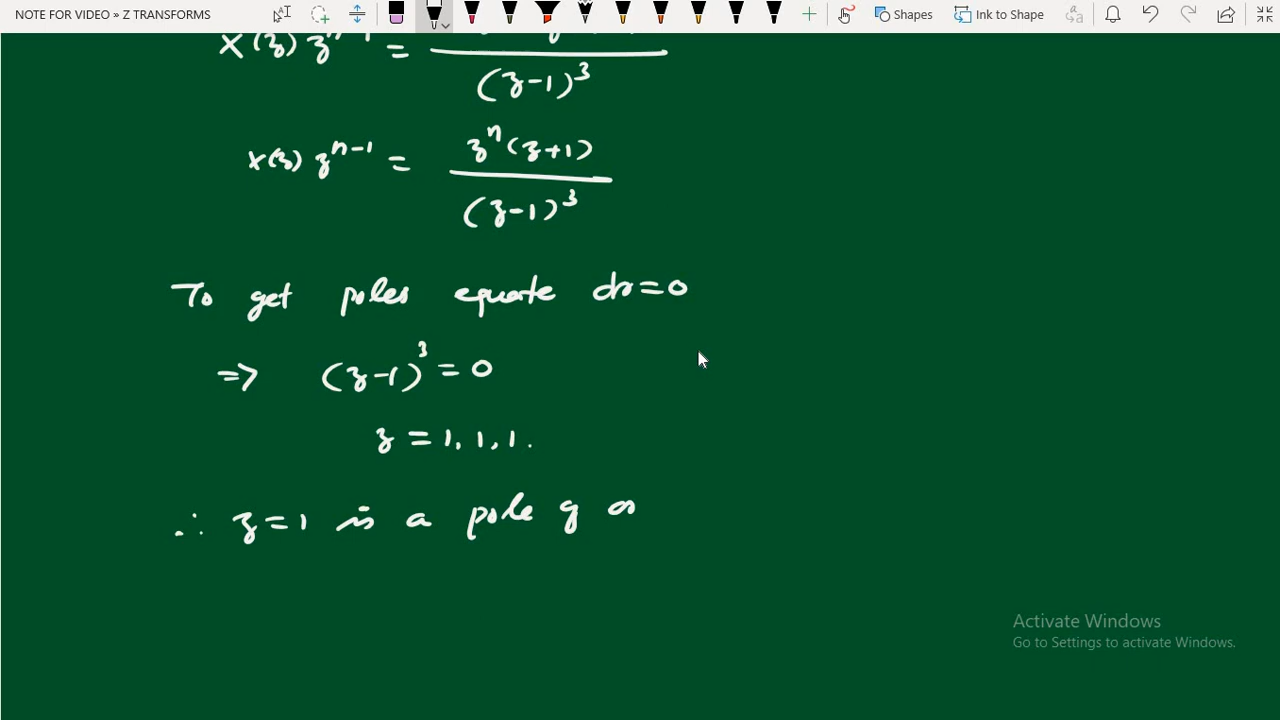 NOTE FOR VIDEO » Z TRANSFORMS
Shapes
Ink to Shape
X(z) z^{n-1} =
(z-1)^3
X(z) z^{n-1} = z^n (z+1)
(z-1)^3
To get poles equate dr=0
=> (z-1)^3 = 0
z = 1, 1, 1.
∴ z=1 is a pole of or
Activate Windows
Go to Settings to activate Windows.